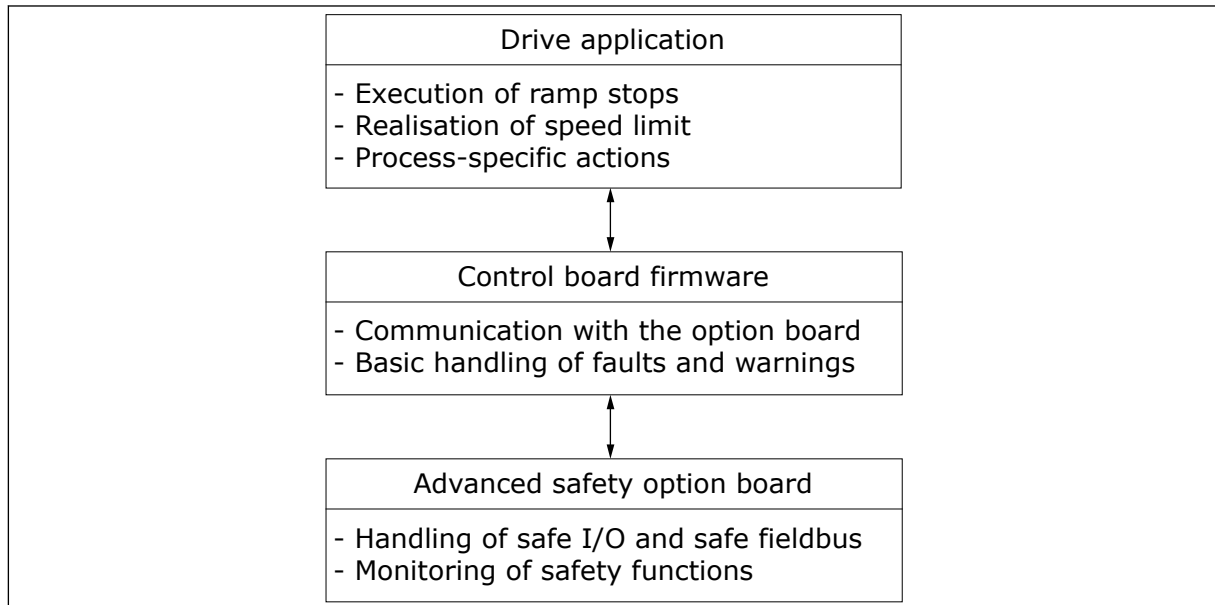 Drive application
- Execution of ramp stops
- Realisation of speed limit
- Process-specific actions
Control board firmware
- Communication with the option board
- Basic handling of faults and warnings
Advanced safety option board
- Handling of safe I/O and safe fieldbus
- Monitoring of safety functions